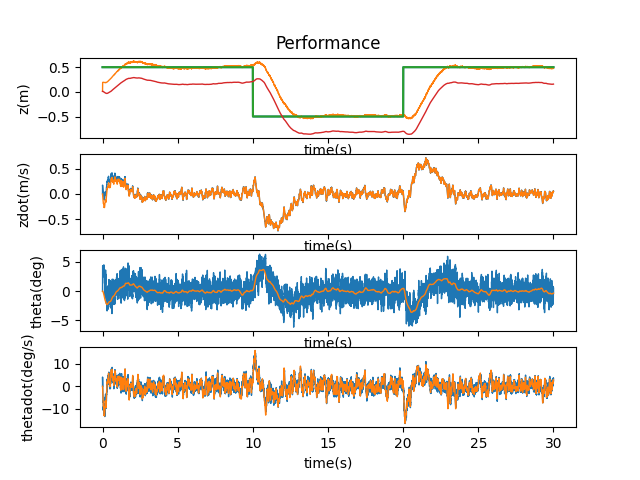 Performance
z(m)
0.5
0.0
−0.5
time(s)
zdot(m/s)
0.5
0.0
−0.5
time(s)
theta(deg)
5
0
−5
time(s)
thetadot(deg/s)
10
0
−10
0 5 10 15 20 25 30
time(s)